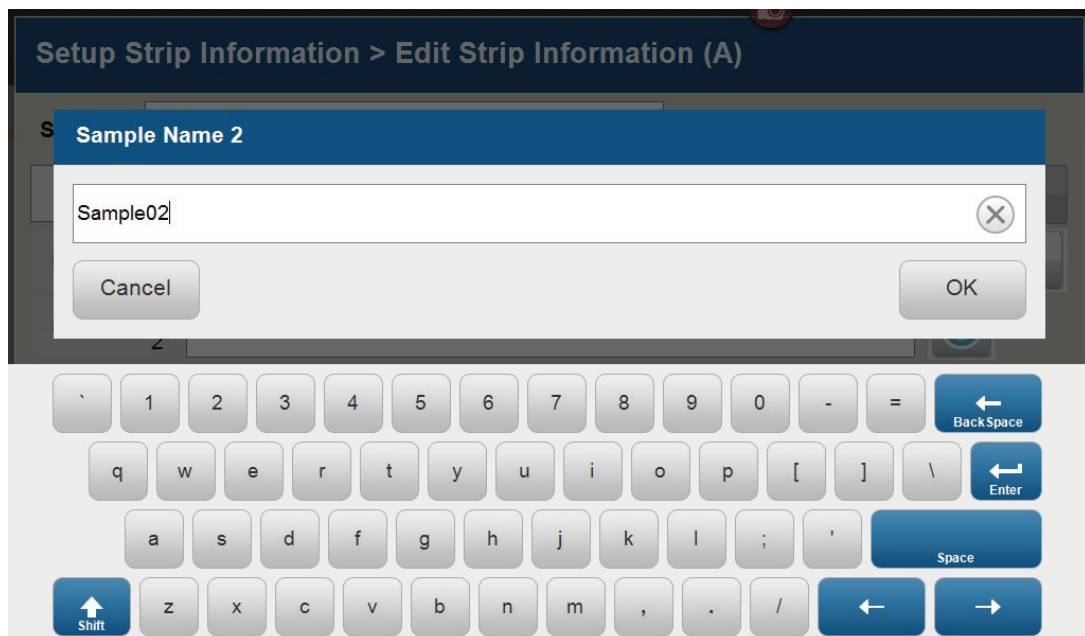 Setup Strip Information > Edit Strip Information (A)
S
Sample Name 2
Sample02
Cancel
OK
2
` 1 2 3 4 5 6 7 8 9 0 - = BackSpace
q w e r t y u i o p [ ] \ Enter
a s d f g h j k l ; ' Space
Shift z x c v b n m , . /